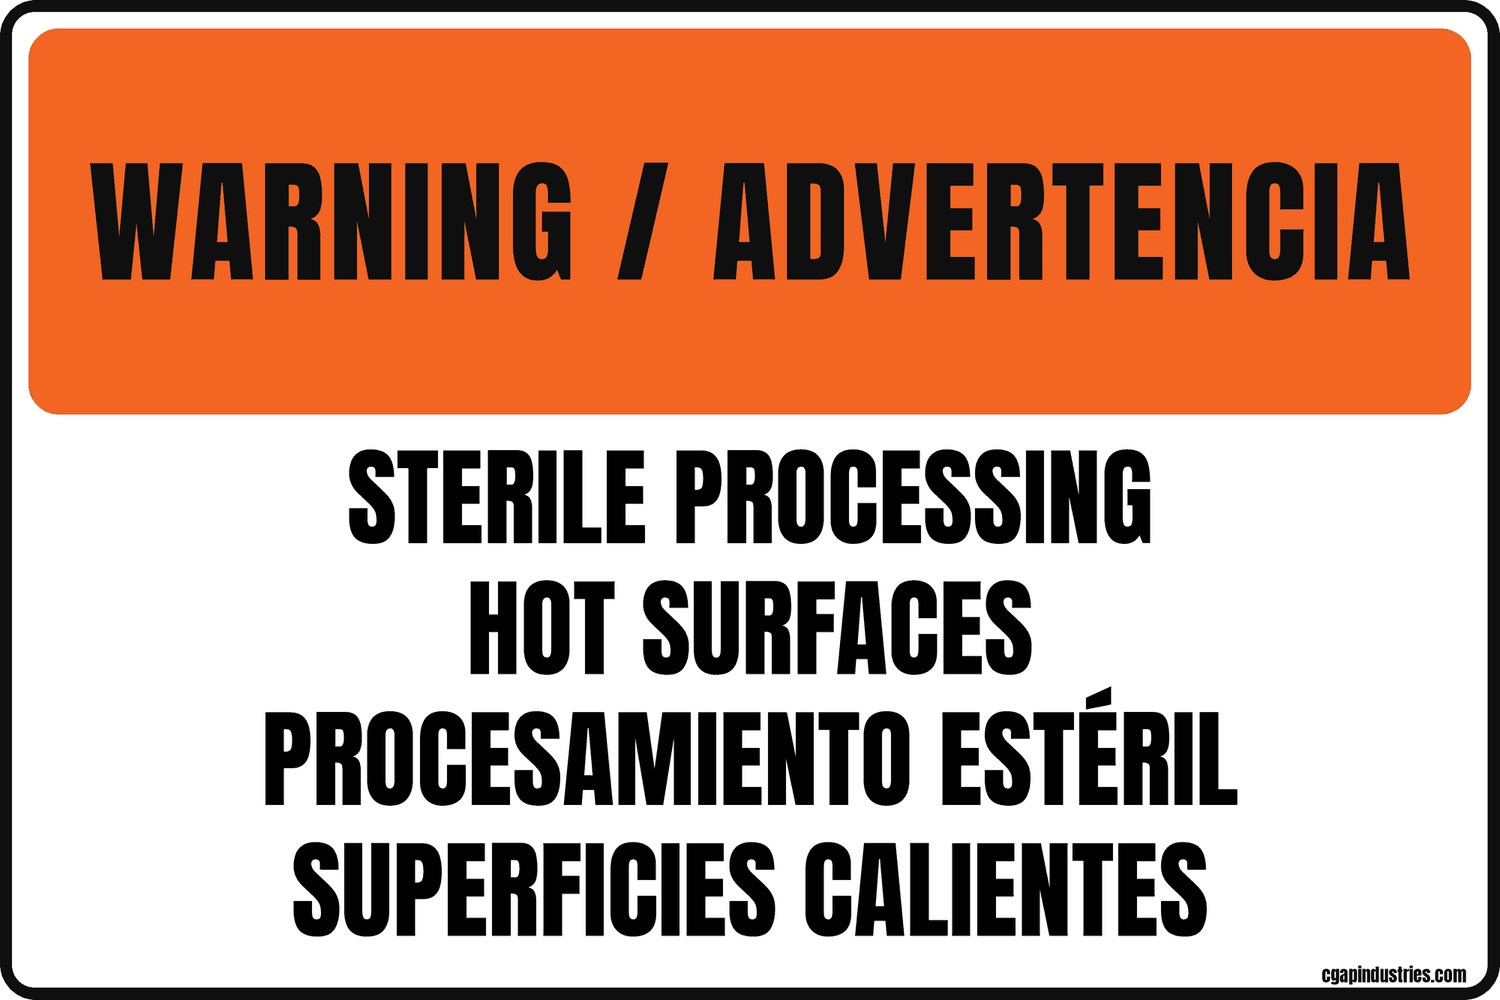 WARNING / ADVERTENCIA
STERILE PROCESSING
HOT SURFACES
PROCESAMIENTO ESTÉRIL
SUPERFICIES CALIENTES
cgapindustries.com